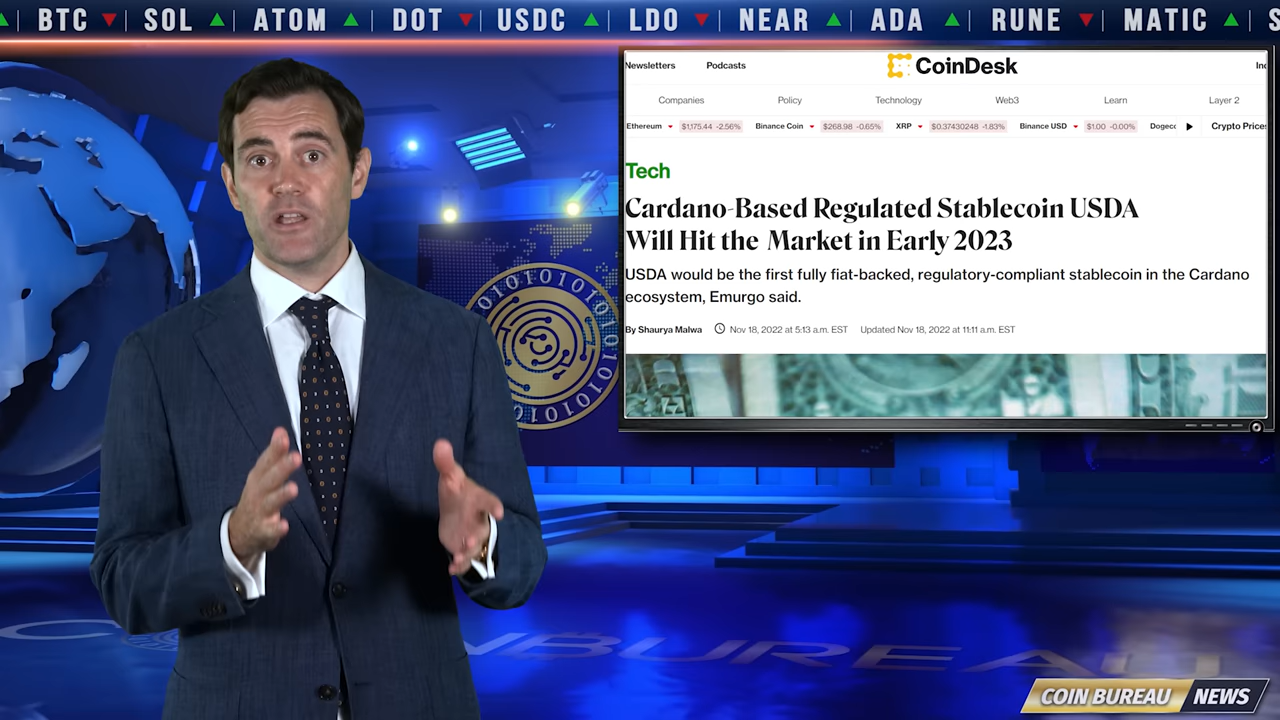 BTC SOL ATOM DOT USDC LDO NEAR ADA RUNE MATIC
Newsletters Podcasts CoinDesk
Companies Policy Technology Web3 Learn Layer 2
Ethereum $1,175.44 -2.56% Binance Coin $268.98 -0.65% XRP $0.37430248 -1.83% Binance USD $1.00 -0.00% Crypto Prices
Tech
Cardano-Based Regulated Stablecoin USDA
Will Hit the Market in Early 2023
USDA would be the first fully fiat-backed, regulatory-compliant stablecoin in the Cardano
ecosystem, Emurgo said.
By Shaurya Malwa Nov 18, 2022 at 5:13 a.m. EST Updated Nov 18, 2022 at 11:11 a.m. EST
COIN BUREAU NEWS